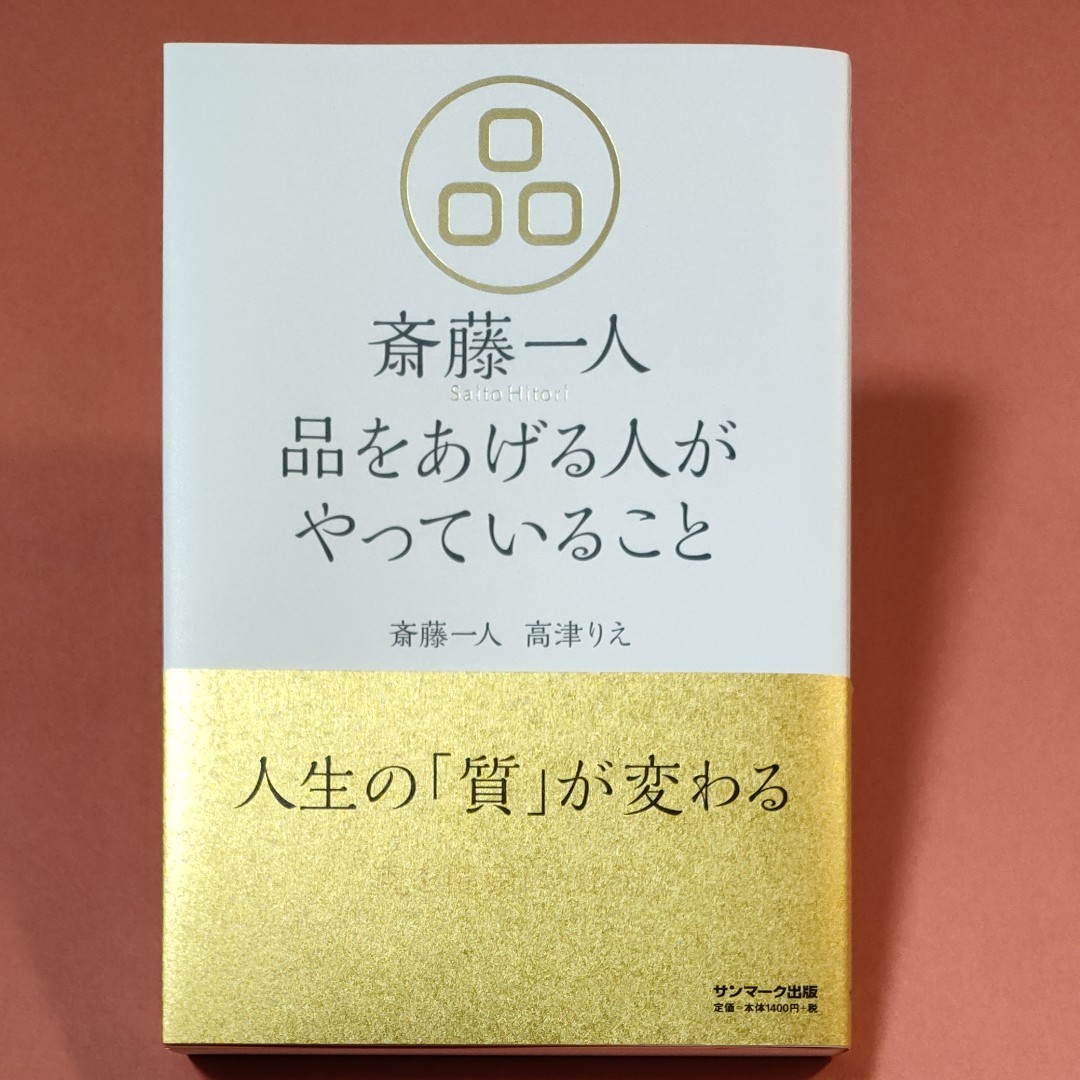 品
斎藤一人
Saito Hitori
品をあげる人が
やっていること
斎藤一人 高津りえ
人生の「質」が変わる
サンマーク出版
定価=本体1400円+税